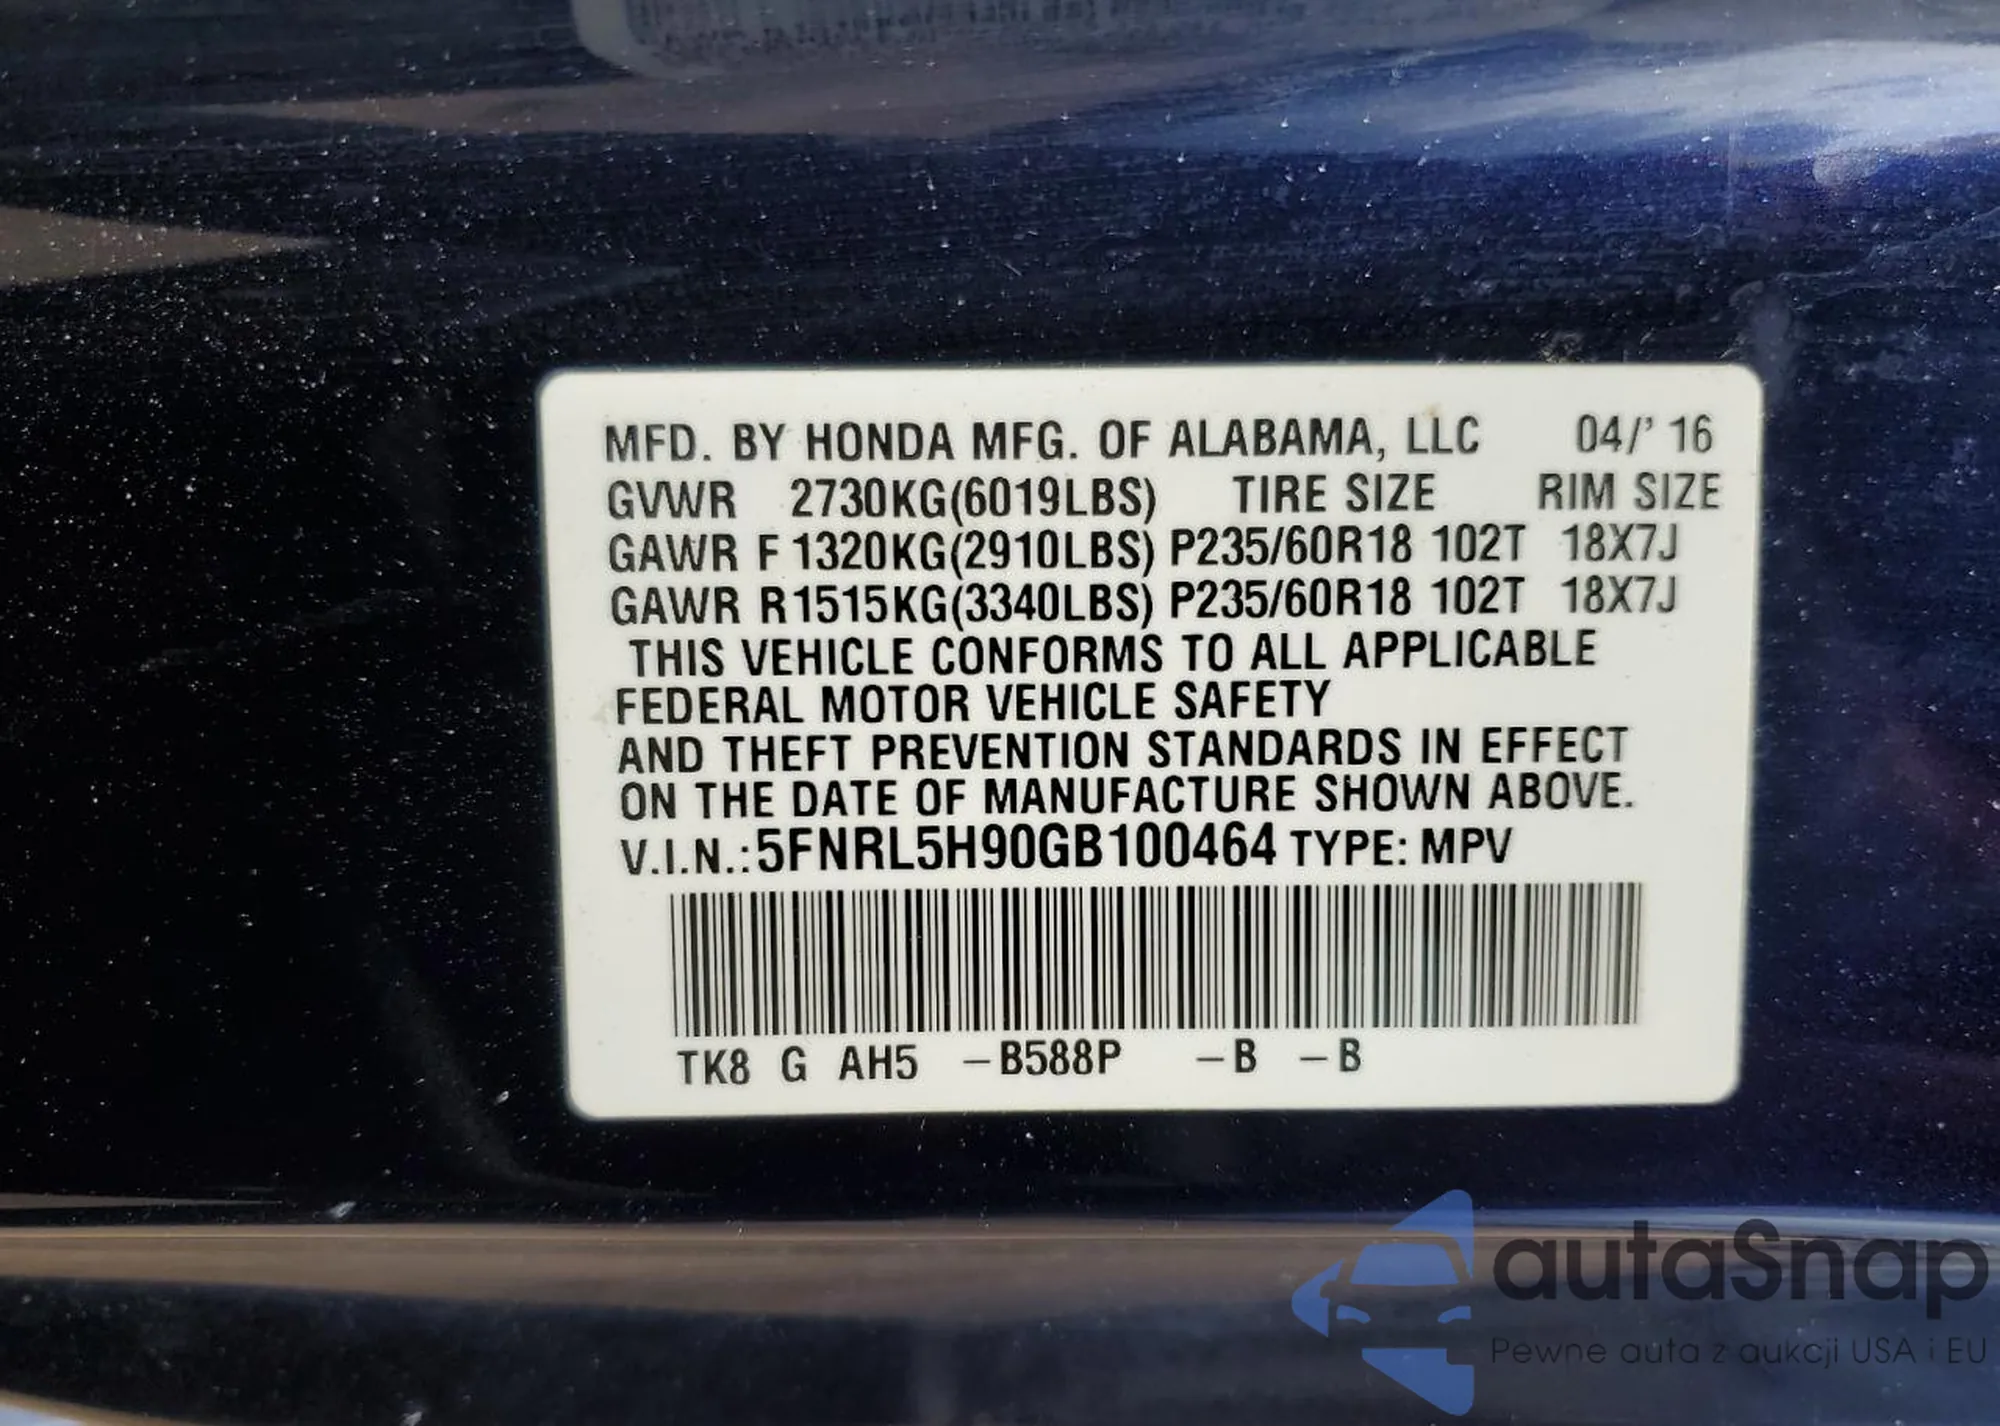 MFD. BY HONDA MFG. OF ALABAMA, LLC 04/' 16
GVWR 2730KG(6019LBS) TIRE SIZE RIM SIZE
GAWR F 1320KG(2910LBS) P235/60R18 102T 18X7J
GAWR R 1515KG(3340LBS) P235/60R18 102T 18X7J
THIS VEHICLE CONFORMS TO ALL APPLICABLE
FEDERAL MOTOR VEHICLE SAFETY
AND THEFT PREVENTION STANDARDS IN EFFECT
ON THE DATE OF MANUFACTURE SHOWN ABOVE.
V.I.N.:5FNRL5H90GB100464 TYPE: MPV
TK8 G AH5 –B588P –B –B
autaSnap
Pewne auta z aukcji USA i EU